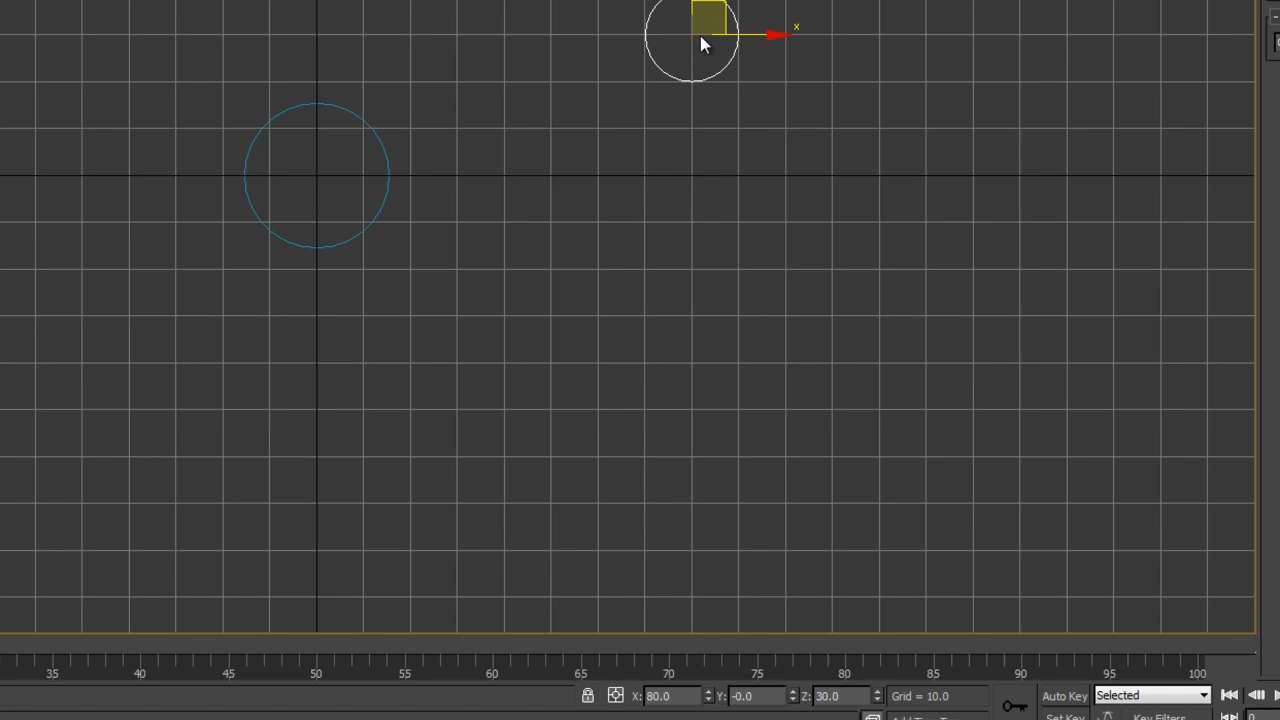 x
35 40 45 50 55 60 65 70 75 80 85 90 95 100
X: 80.0 Y: -0.0 Z: 30.0 Grid = 10.0 Auto Key Selected
Set Key Key Filters... 0